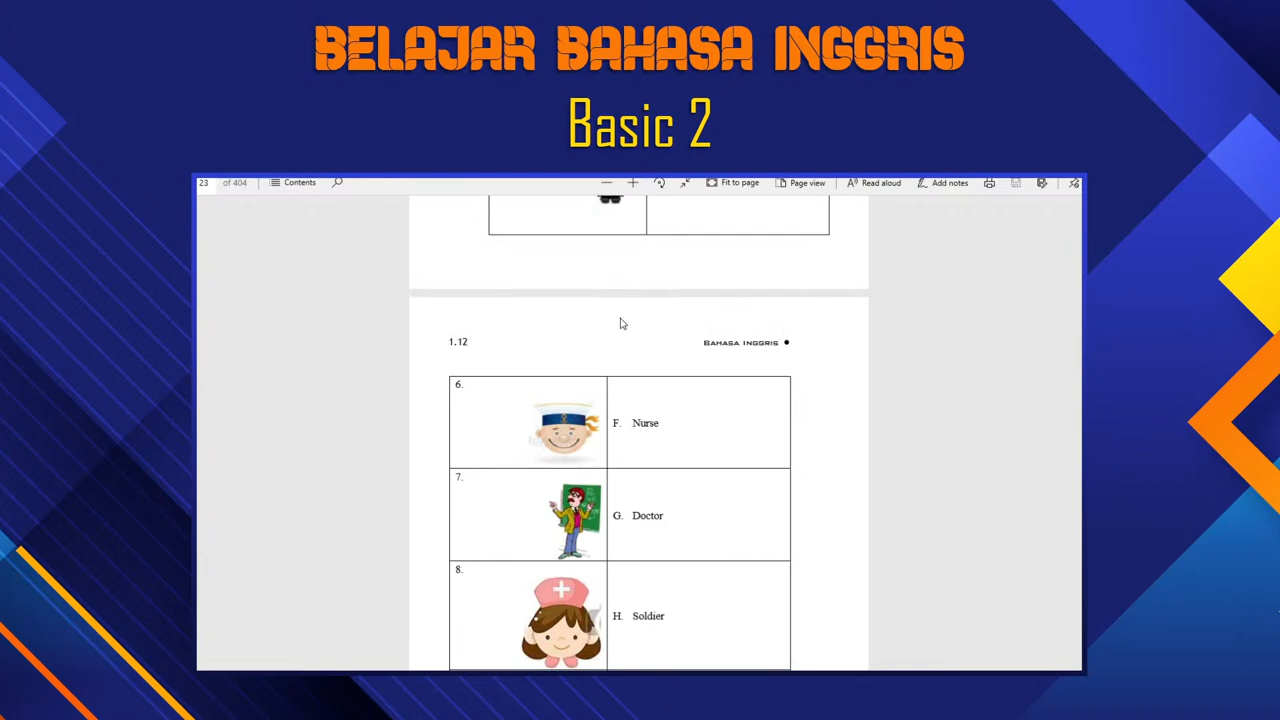 BELAJAR BAHASA INGGRIS
Basic 2
23 of 404 Contents Fit to page Page view Read aloud Add notes
1.12 BAHASA INGGRIS ●
6.
F. Nurse
7.
G. Doctor
8.
H. Soldier